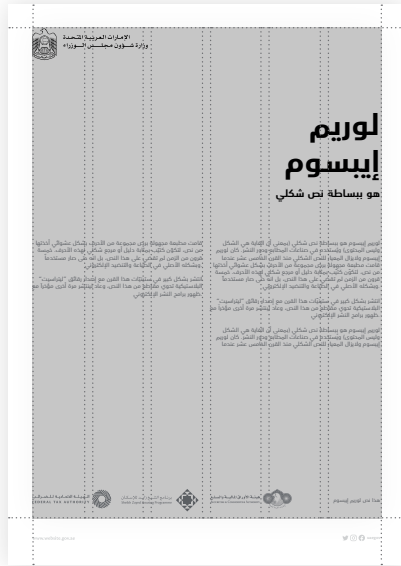 الإمارات العربية المتحدة
وزارة شؤون مجلس الوزراء
لوريم
إيبسوم
هو ببساطة نص شكلي
لوريم إيبسوم هو ببساطة نص شكلي (بمعنى أن الغاية هي الشكل
وليس المحتوى) ويستخدم في صناعات المطابع ودور النشر. كان لوريم
إيبسوم ولايزال المعيار للنص الشكلي منذ القرن الخامس عشر عندما
قامت مطبعة مجهولة برص مجموعة من الأحرف بشكل عشوائي أخذتها
من نص، لتكوّن كتيّب بمثابة دليل أو مرجع شكلي لهذه الأحرف. خمسة
قرون من الزمن لم تقضي على هذا النص، بل انه حتى صار مستخدماً
وبشكله الأصلي في الطباعة والتنضيد الإلكتروني.
انتشر بشكل كبير في ستينيّات هذا القرن مع إصدار رقائق "ليتراسيت"
البلاستيكية تحوي مقاطع من هذا النص، وعاد لينتشر مرة أخرى مؤخراَ مع
ظهور برامج النشر الإلكتروني.
لوريم إيبسوم هو ببساطة نص شكلي (بمعنى أن الغاية هي الشكل
وليس المحتوى) ويستخدم في صناعات المطابع ودور النشر. كان لوريم
إيبسوم ولايزال المعيار للنص الشكلي منذ القرن الخامس عشر عندما
قامت مطبعة مجهولة برص مجموعة من الأحرف بشكل عشوائي أخذتها
من نص، لتكوّن كتيّب بمثابة دليل أو مرجع شكلي لهذه الأحرف. خمسة
قرون من الزمن لم تقضي على هذا النص، بل انه حتى صار مستخدماً
وبشكله الأصلي في الطباعة والتنضيد الإلكتروني.
انتشر بشكل كبير في ستينيّات هذا القرن مع إصدار رقائق "ليتراسيت"
البلاستيكية تحوي مقاطع من هذا النص، وعاد لينتشر مرة أخرى مؤخراَ مع
ظهور برامج النشر الإلكتروني.
هذا نص لوريم إيبسوم
الهيئة الاتحادية للضرائب
FEDERAL TAX AUTHORITY